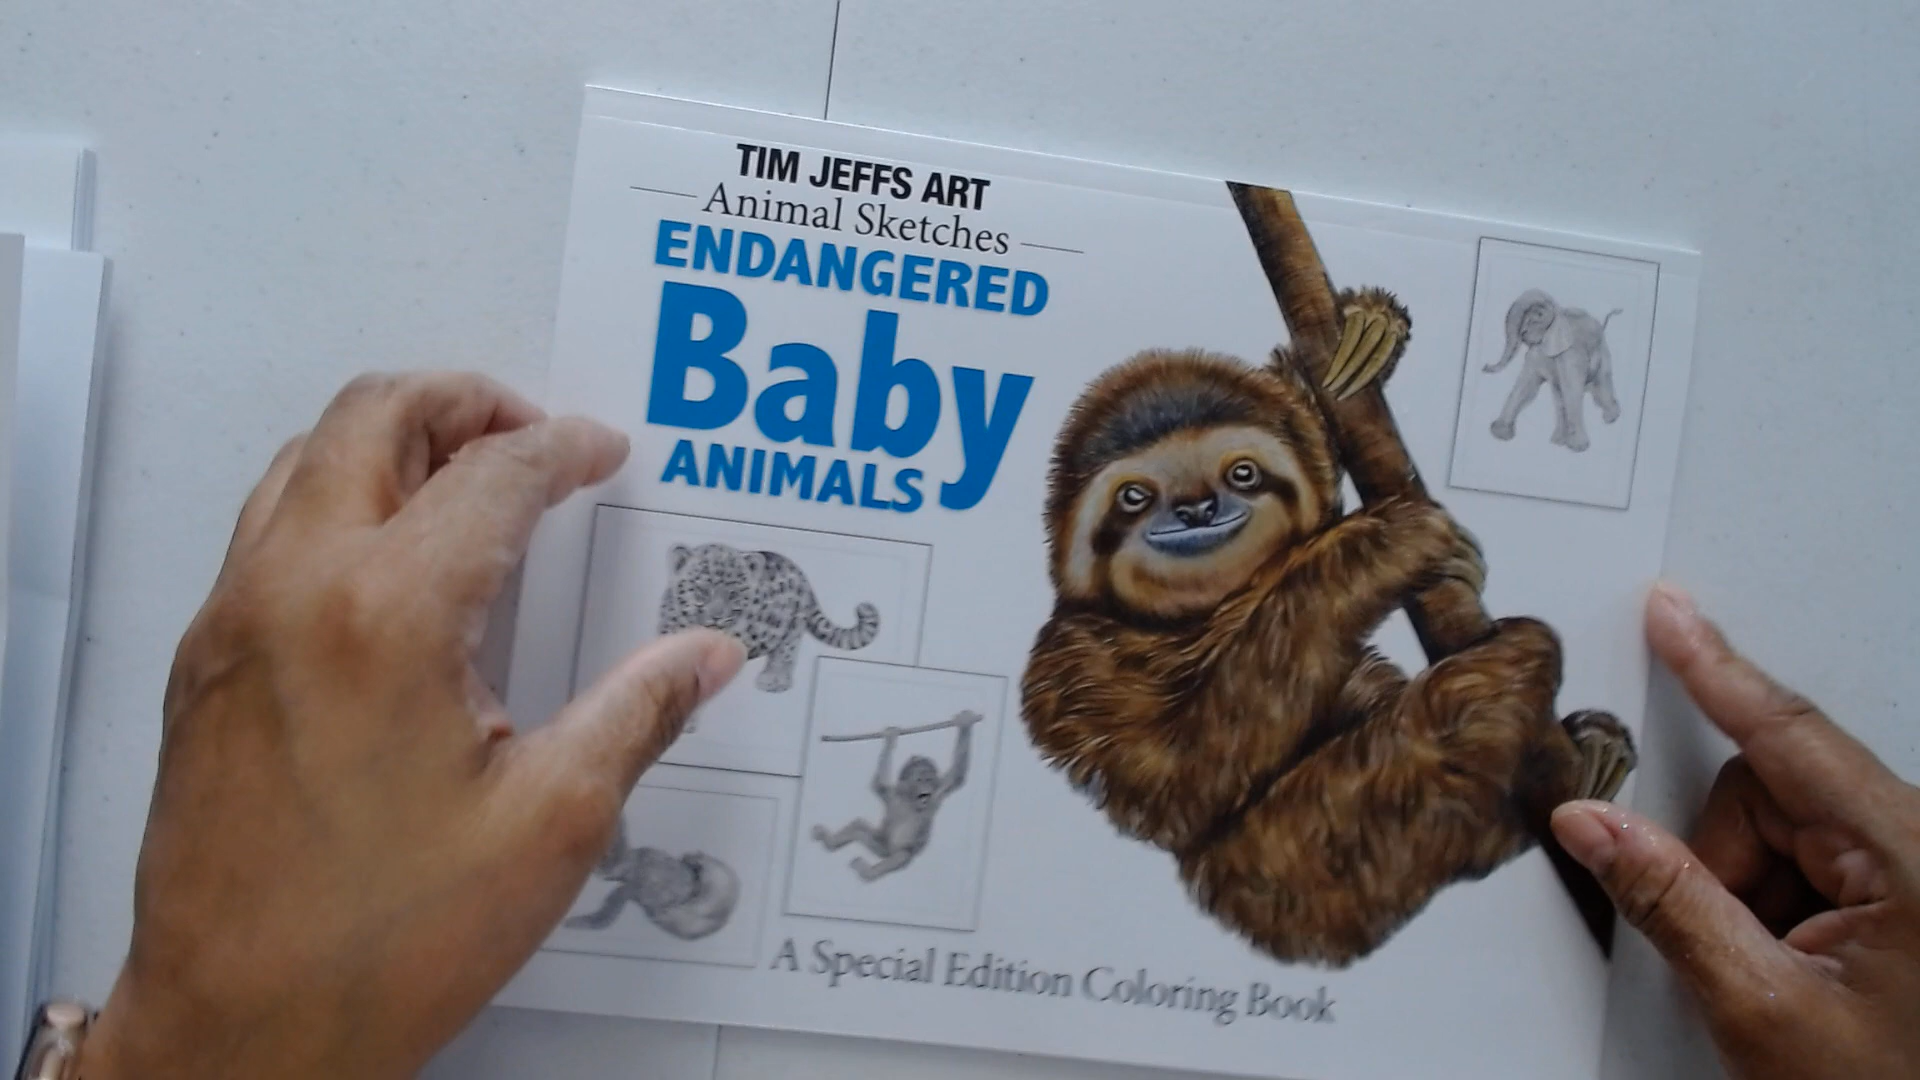 TIM JEFFS ART
Animal Sketches
ENDANGERED
Baby
ANIMALS
A Special Edition Coloring Book